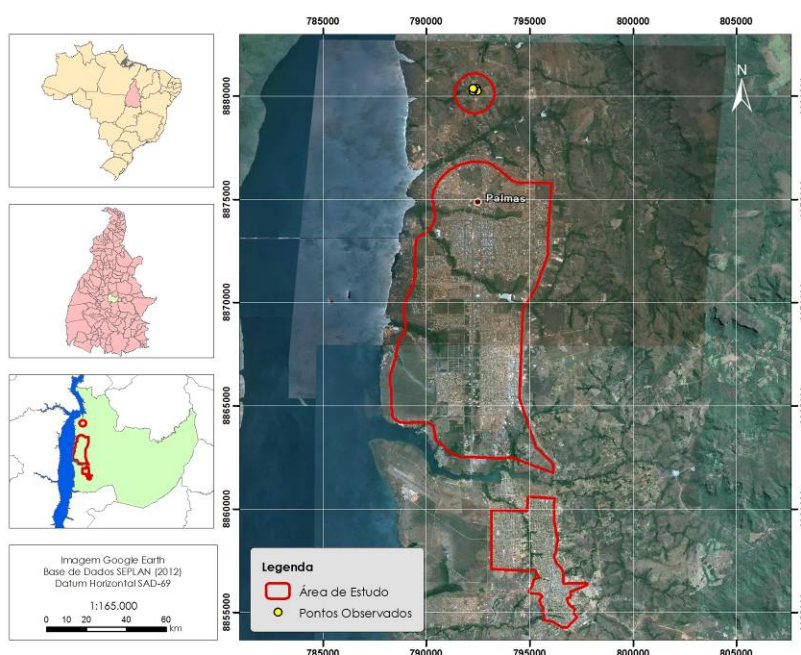 785000 790000 795000 800000 805000
N
8880000
8875000
Palmas
8870000
8865000
8860000
8855000
Legenda
Área de Estudo
Pontos Observados
785000 790000 795000 800000 805000
Imagem Google Earth
Base de Dados SEPLAN (2012)
Datum Horizontal SAD-69
1:165.000
0 10 20 40 60
km